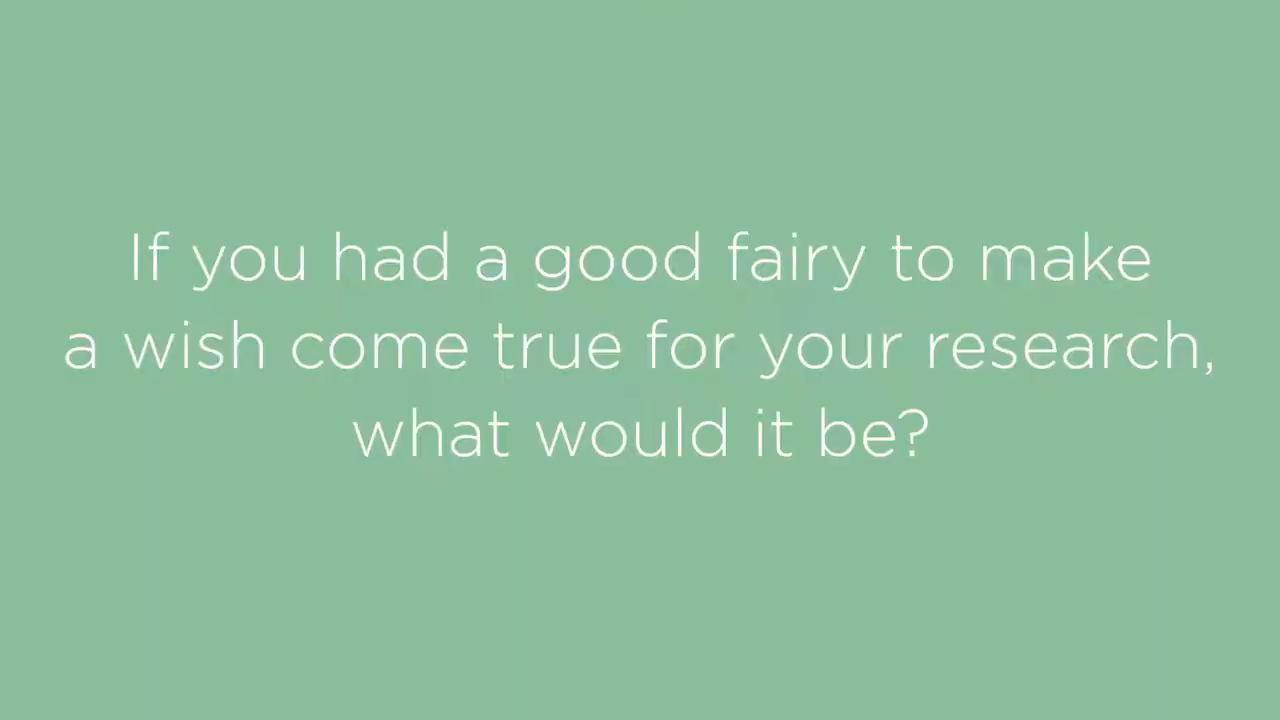 If you had a good fairy to make
a wish come true for your research,
what would it be?